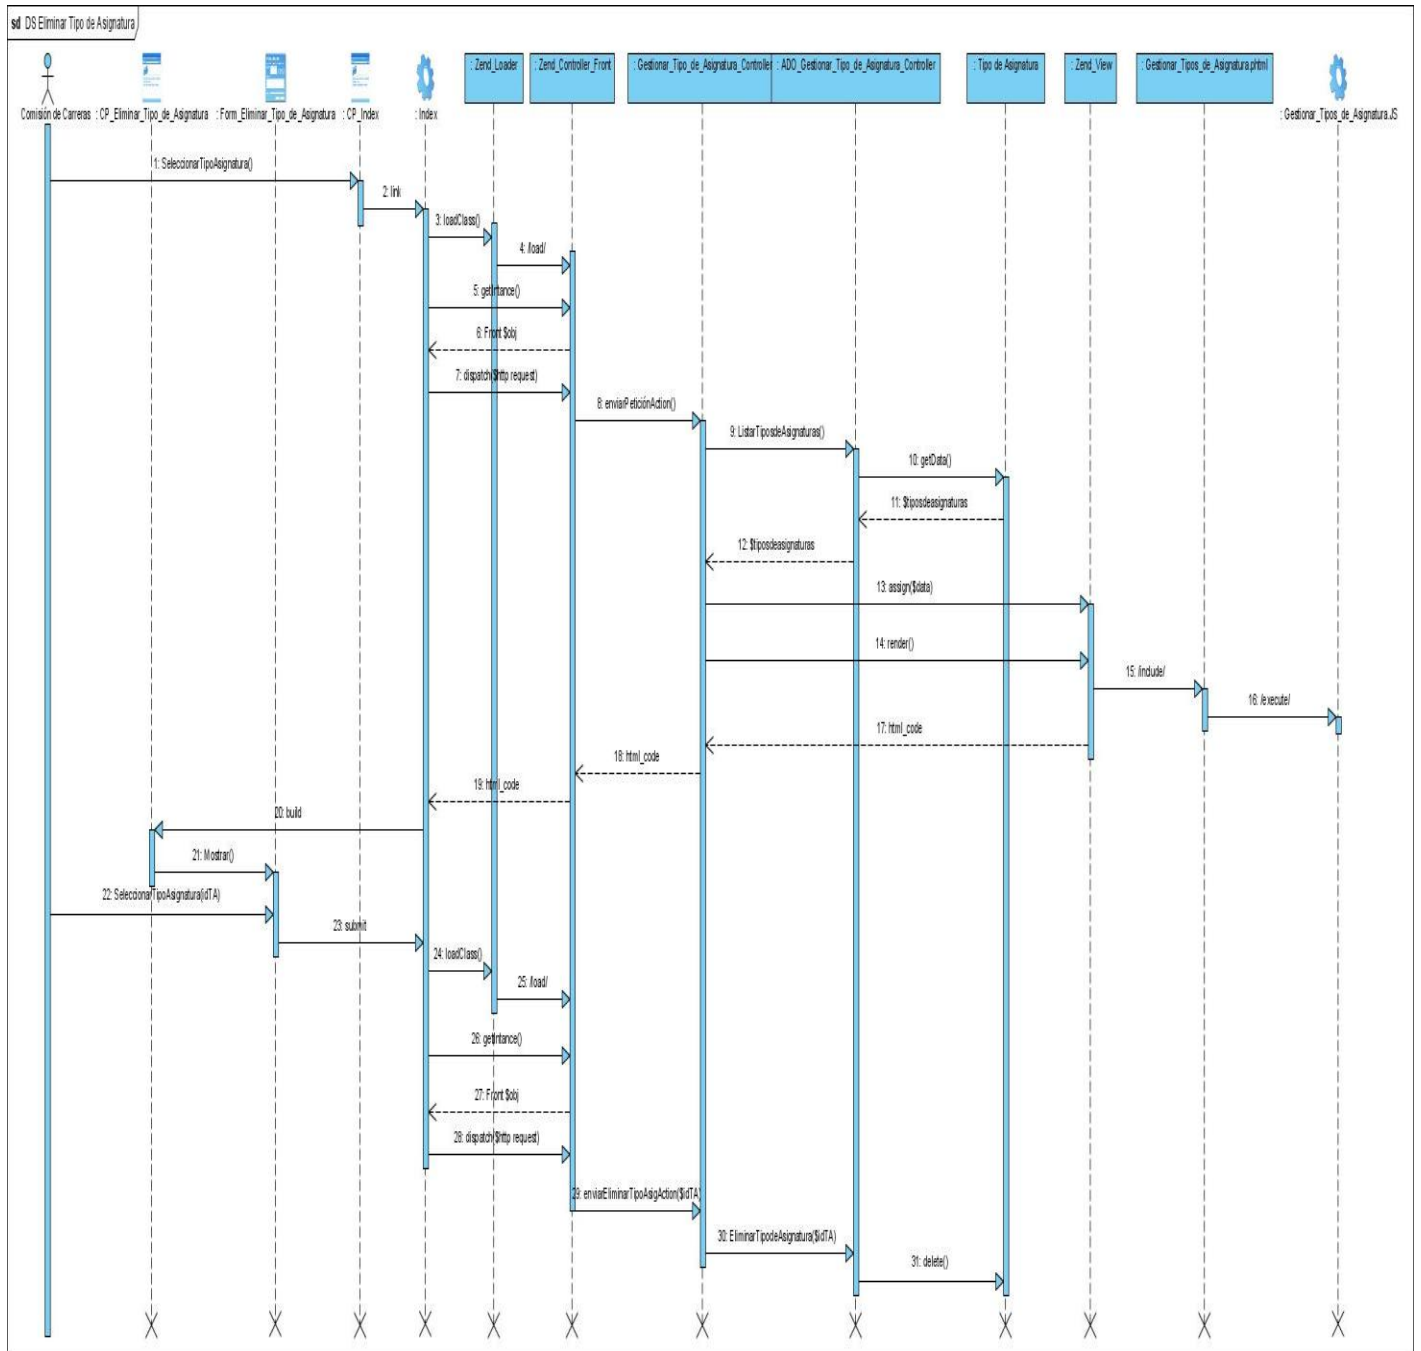 sd DS Eliminar Tipo de Asignatura
Comisión de Carreras
: CP_Eliminar_Tipo_de_Asignatura
: Form_Eliminar_Tipo_de_Asignatura
: CP_Index
: Index
: Zend_Loader
: Zend_Controller_Front
: Gestionar_Tipo_de_Asignatura_Controller
: ADO_Gestionar_Tipo_de_Asignatura_Controller
: Tipo de Asignatura
: Zend_View
: Gestionar_Tipos_de_Asignatura.phtml
: Gestionar_Tipos_de_Asignatura.JS
1: SeleccionarTipoAsignatura()
2: link
3: loadClass()
4: /load/
5: getIntance()
6: Front $obj
7: dispatch($http request)
8: enviarPeticiónAction()
9: ListarTiposdeAsignaturas()
10: getData()
11: $tiposdeasignaturas
12: $tiposdeasignaturas
13: assign($data)
14: render()
15: /include/
16: /execute/
17: html_code
18: html_code
19: html_code
20: build
21: Mostrar()
22: SeleccionarTipoAsignatura(idTA)
23: submit
24: loadClass()
25: /load/
26: getIntance()
27: Front $obj
28: dispatch($http request)
29: enviarEliminarTipoAsigAction($idTA)
30: EliminarTipodeAsignatura($idTA)
31: delete()